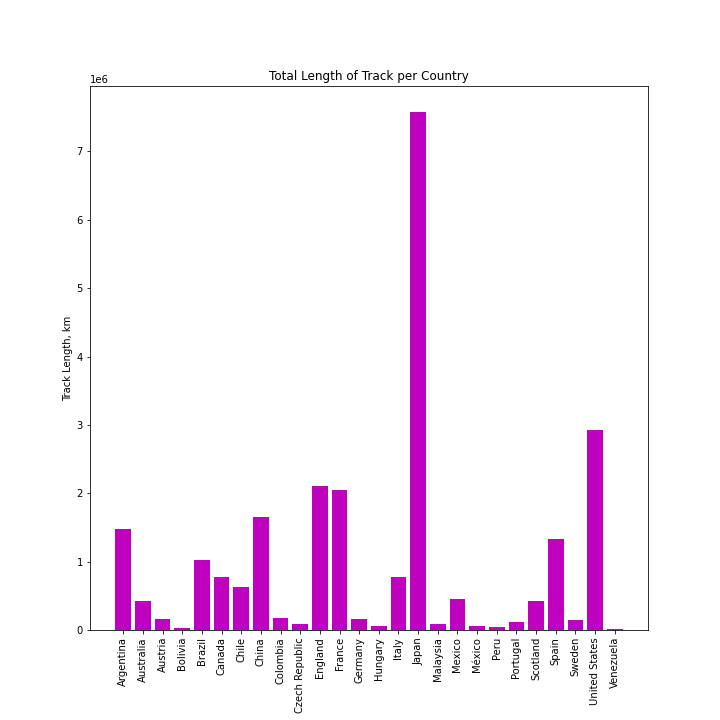 Total Length of Track per Country
1e6
7
6
5
4
3
2
1
0
Track Length, km
Argentina
Australia
Austria
Bolivia
Brazil
Canada
Chile
China
Colombia
Czech Republic
England
France
Germany
Hungary
Italy
Japan
Malaysia
Mexico
México
Peru
Portugal
Scotland
Spain
Sweden
United States
Venezuela